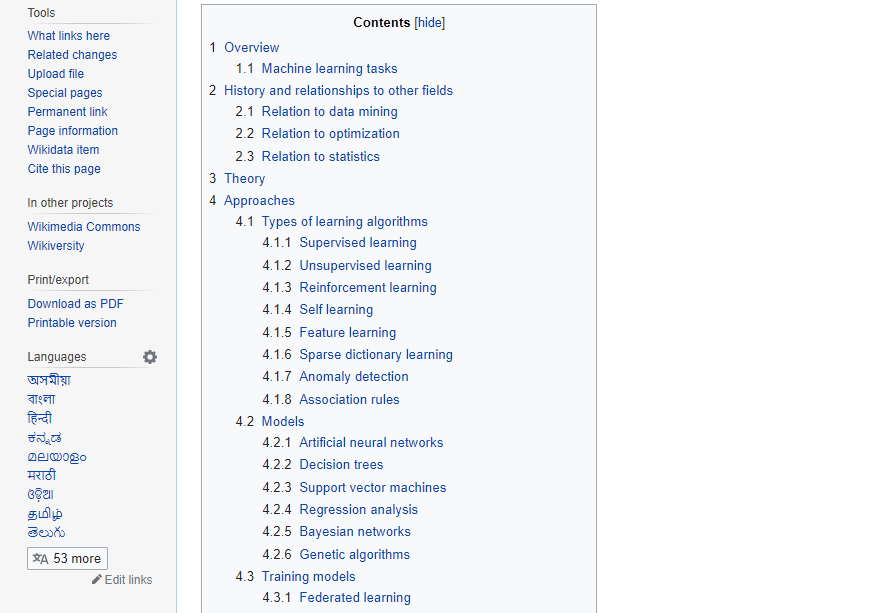 Tools
What links here
Related changes
Upload file
Special pages
Permanent link
Page information
Wikidata item
Cite this page
In other projects
Wikimedia Commons
Wikiversity
Print/export
Download as PDF
Printable version
Languages
অসমীয়া
বাংলা
हिन्दी
ಕನ್ನಡ
മലയാളം
मराठी
ଓଡ଼ିଆ
தமிழ்
తెలుగు
53 more
Edit links
Contents [hide]
1 Overview
1.1 Machine learning tasks
2 History and relationships to other fields
2.1 Relation to data mining
2.2 Relation to optimization
2.3 Relation to statistics
3 Theory
4 Approaches
4.1 Types of learning algorithms
4.1.1 Supervised learning
4.1.2 Unsupervised learning
4.1.3 Reinforcement learning
4.1.4 Self learning
4.1.5 Feature learning
4.1.6 Sparse dictionary learning
4.1.7 Anomaly detection
4.1.8 Association rules
4.2 Models
4.2.1 Artificial neural networks
4.2.2 Decision trees
4.2.3 Support vector machines
4.2.4 Regression analysis
4.2.5 Bayesian networks
4.2.6 Genetic algorithms
4.3 Training models
4.3.1 Federated learning